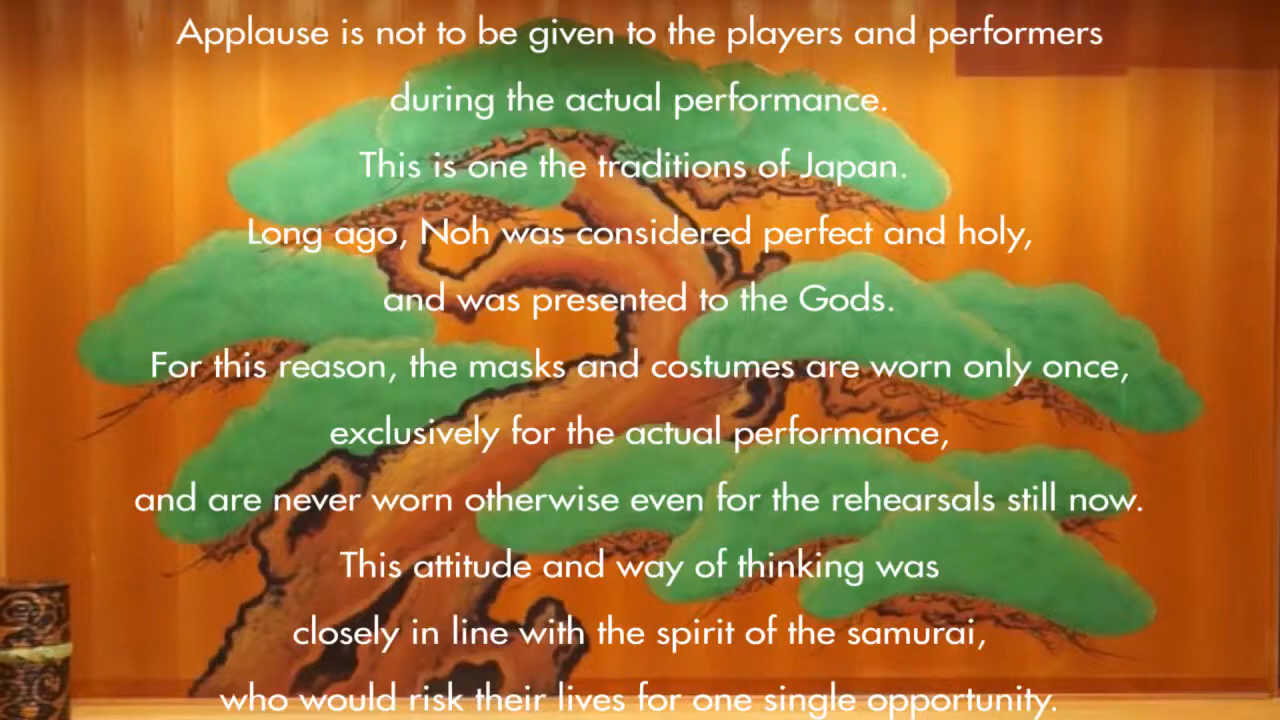 Applause is not to be given to the players and performers
during the actual performance.
This is one the traditions of Japan.
Long ago, Noh was considered perfect and holy,
and was presented to the Gods.
For this reason, the masks and costumes are worn only once,
exclusively for the actual performance,
and are never worn otherwise even for the rehearsals still now.
This attitude and way of thinking was
closely in line with the spirit of the samurai,
who would risk their lives for one single opportunity.